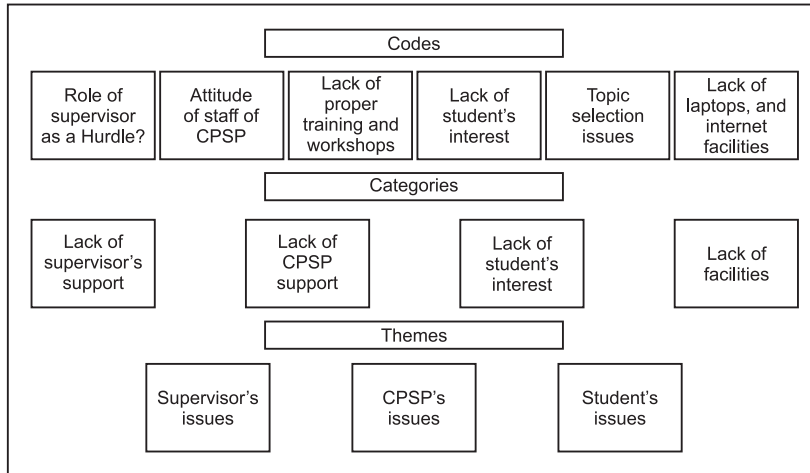 Codes
Role of
supervisor
as a Hurdle?
Attitude
of staff of
CPSP
Lack of
proper
training and
workshops
Lack of
student’s
interest
Topic
selection
issues
Lack of
laptops, and
internet
facilities
Categories
Lack of
supervisor’s
support
Lack of
CPSP
support
Lack of
student’s
interest
Lack of
facilities
Themes
Supervisor’s
issues
CPSP’s
issues
Student’s
issues